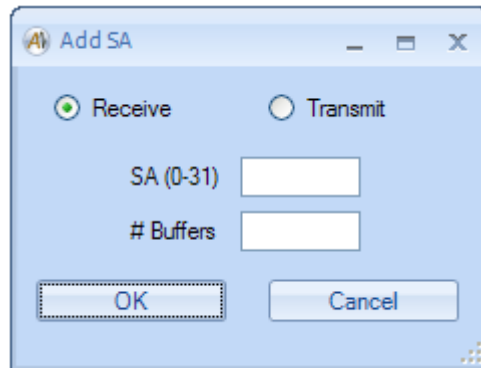 Add SA
Receive Transmit
SA (0-31)
# Buffers
OK Cancel